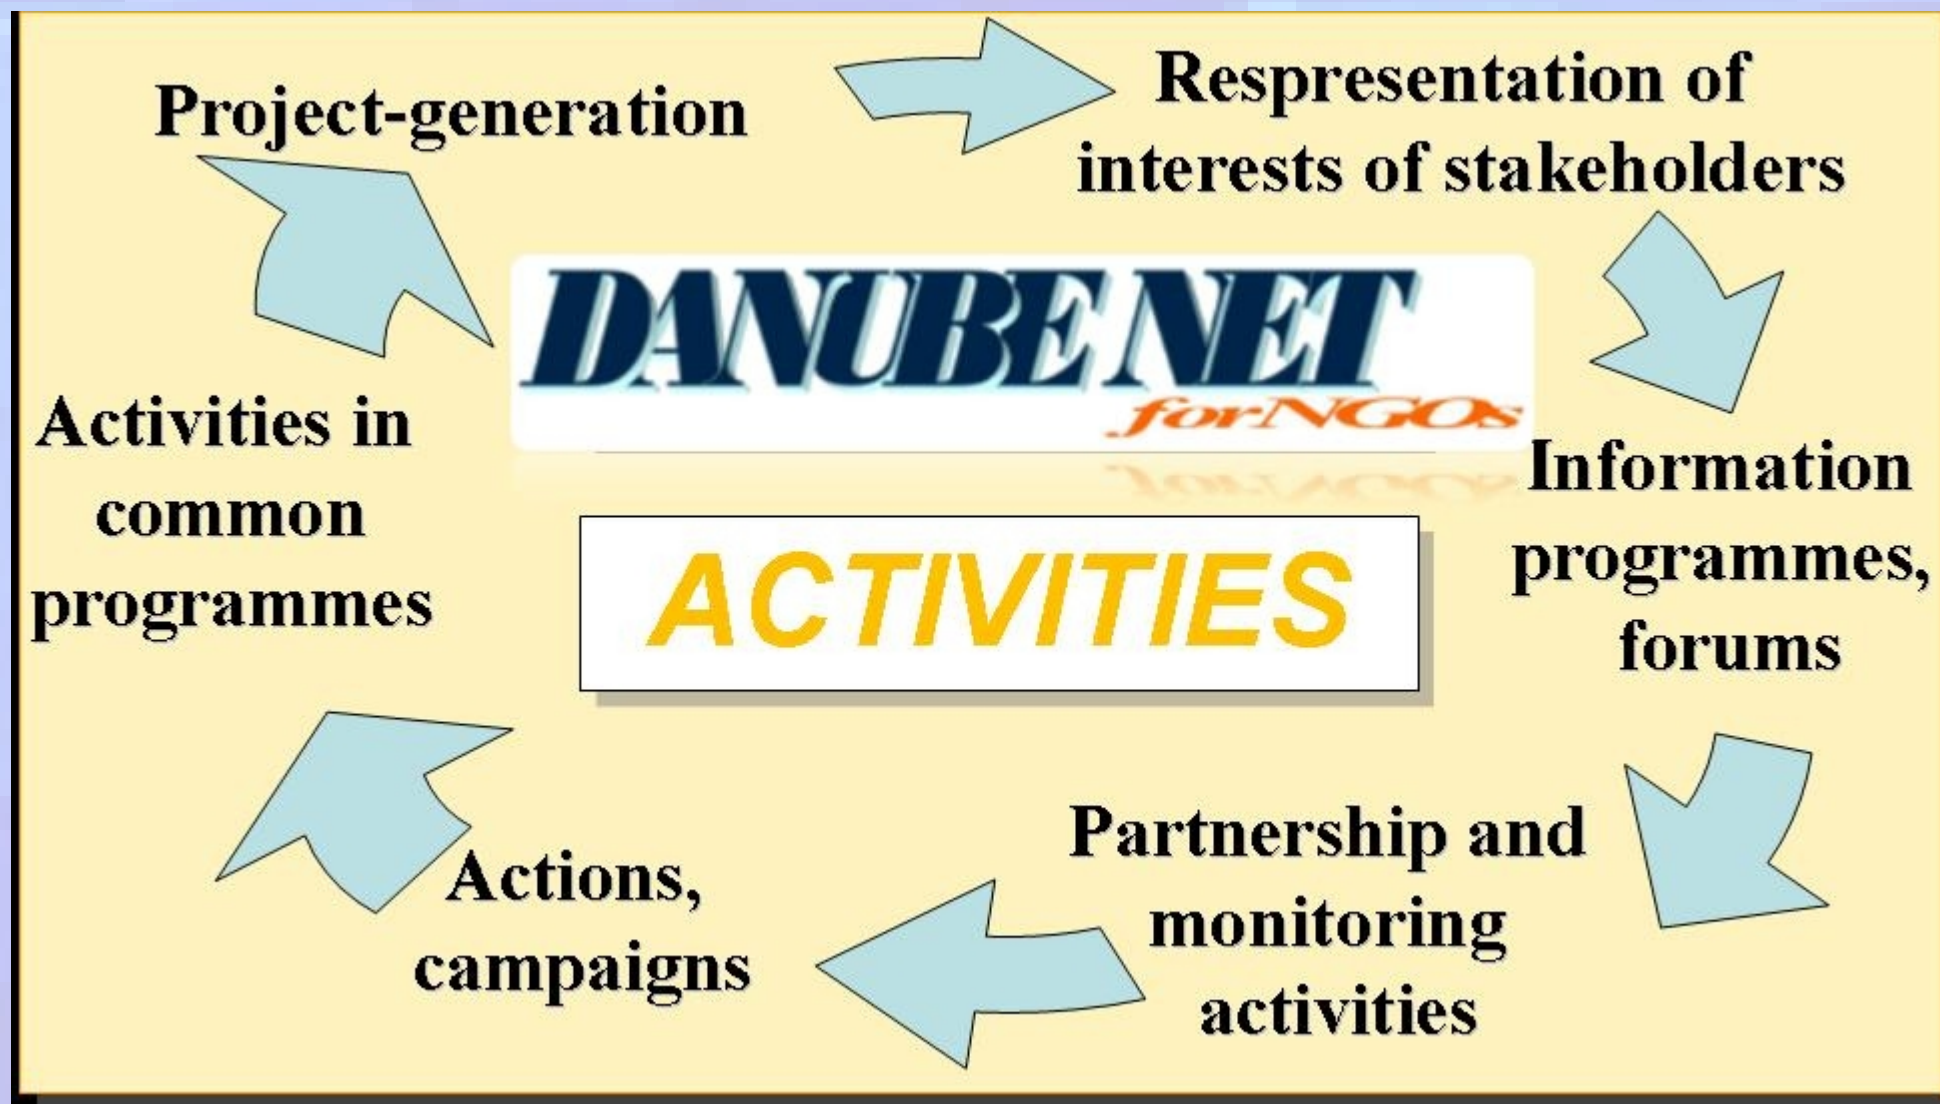 Project-generation
Respresentation of
interests of stakeholders
DANUBE NET
for NGOs
Activities in
common
programmes
Information
programmes,
forums
ACTIVITIES
Actions,
campaigns
Partnership and
monitoring
activities